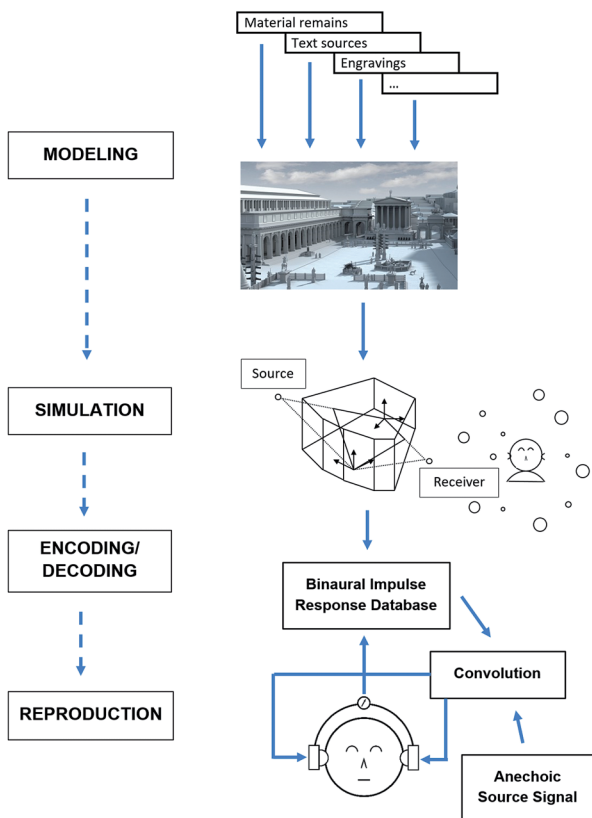 Material remains
Text sources
Engravings
...
MODELING
Source
SIMULATION
Receiver
ENCODING/
DECODING
Binaural Impulse
Response Database
Convolution
REPRODUCTION
Anechoic
Source Signal